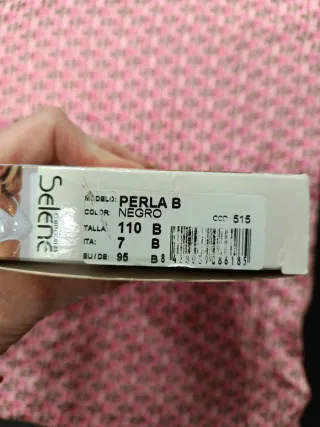 Selene
MODELO: PERLA B
COLOR: NEGRO
COD 515
TALLA: 110 B
ITA: 7 B
EU/DE: 95 B